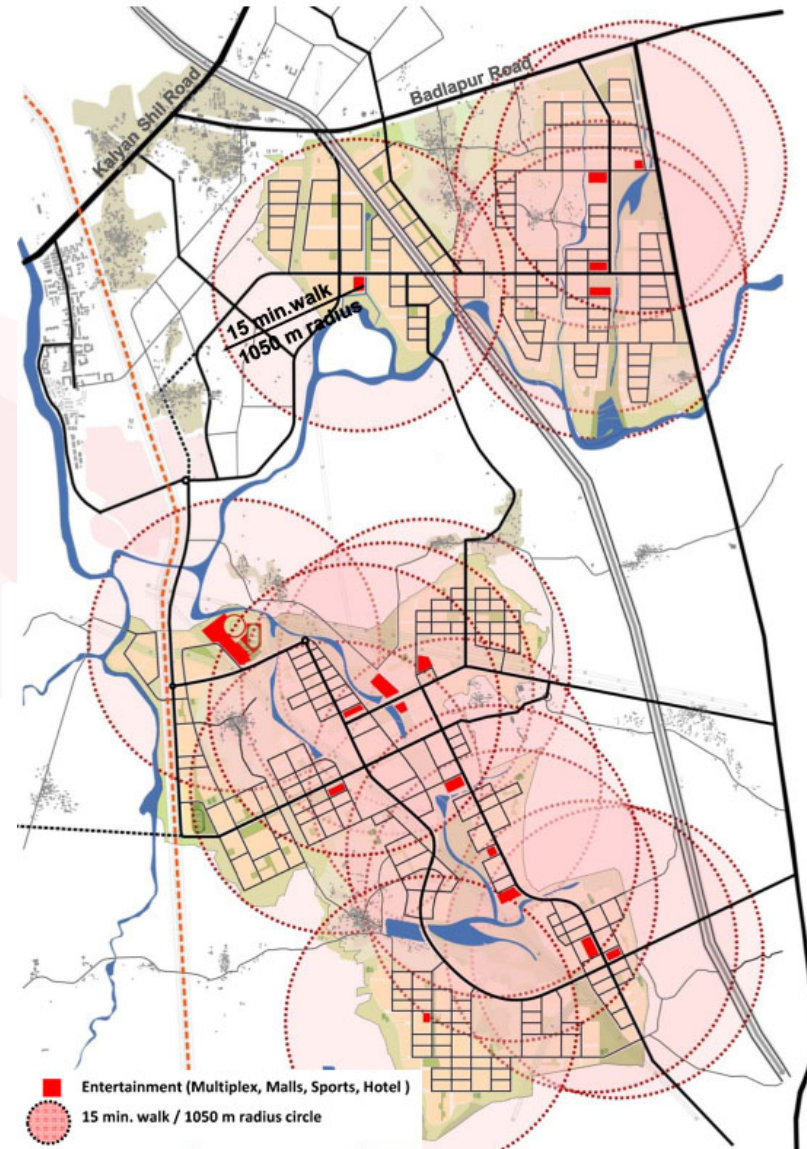 Kalyan Shil Road
Badlapur Road
15 min.walk
1050 m radius
Entertainment (Multiplex, Malls, Sports, Hotel )
15 min. walk / 1050 m radius circle